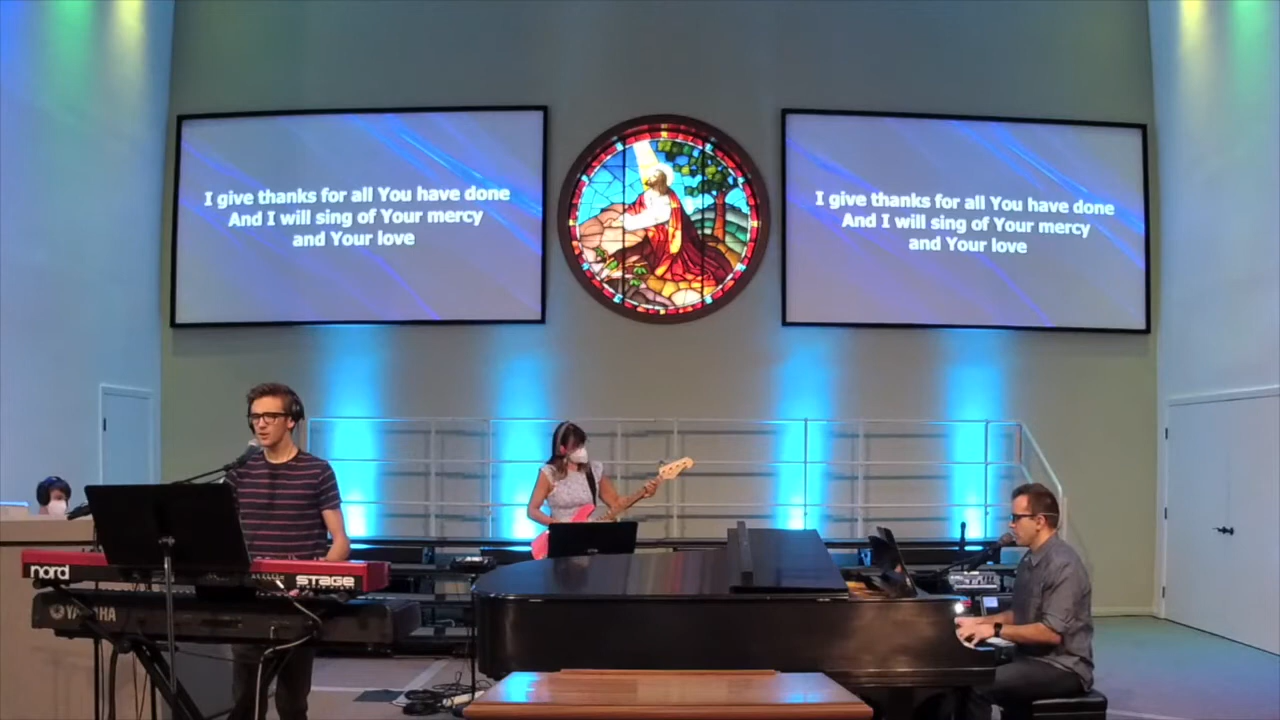 I give thanks for all You have done
And I will sing of Your mercy
and Your love
I give thanks for all You have done
And I will sing of Your mercy
and Your love
nord
stage
YAMAHA